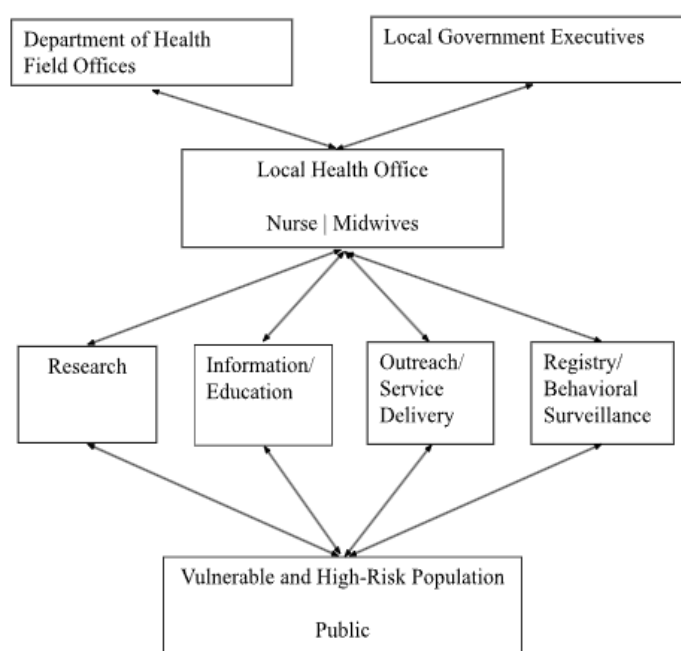 Department of Health
Field Offices
Local Government Executives
Local Health Office
Nurse | Midwives
Research
Information/
Education
Outreach/
Service
Delivery
Registry/
Behavioral
Surveillance
Vulnerable and High-Risk Population
Public